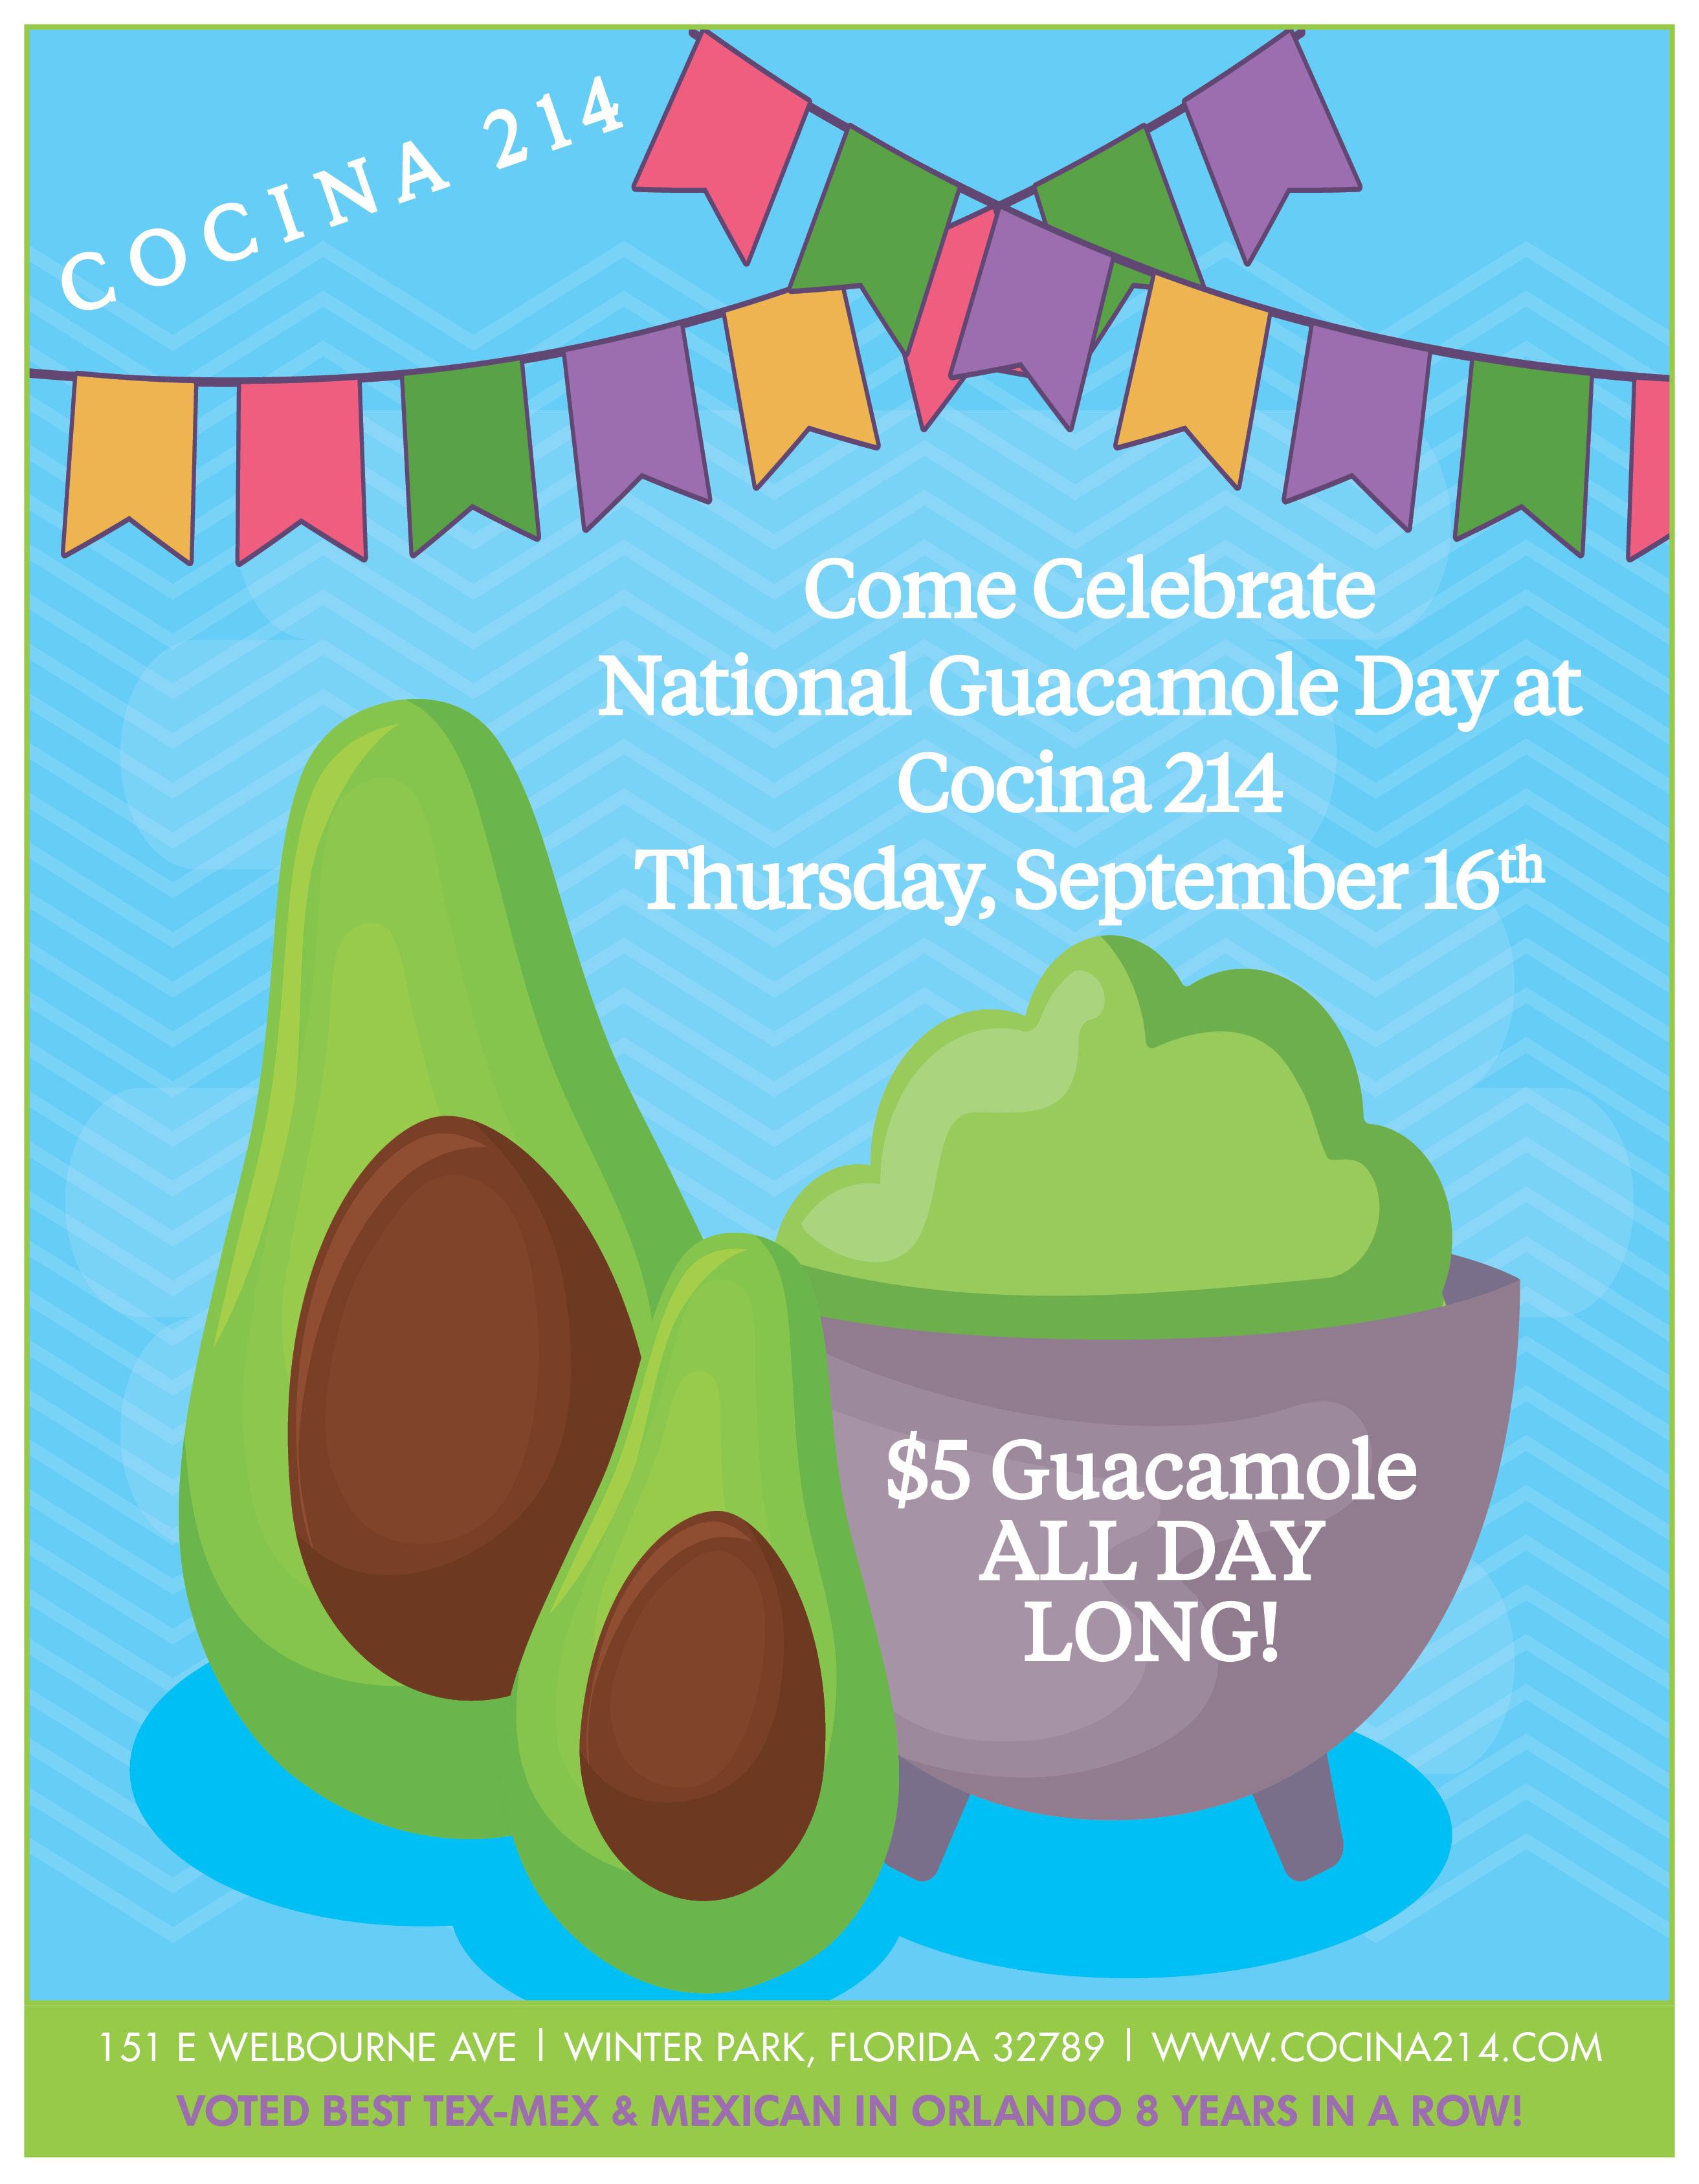 COCINA 214
Come Celebrate
National Guacamole Day at
Cocina 214
Thursday, September 16th
$5 Guacamole
ALL DAY
LONG!
151 E WELBOURNE AVE | WINTER PARK, FLORIDA 32789 | WWW.COCINA214.COM
VOTED BEST TEX-MEX & MEXICAN IN ORLANDO 8 YEARS IN A ROW!